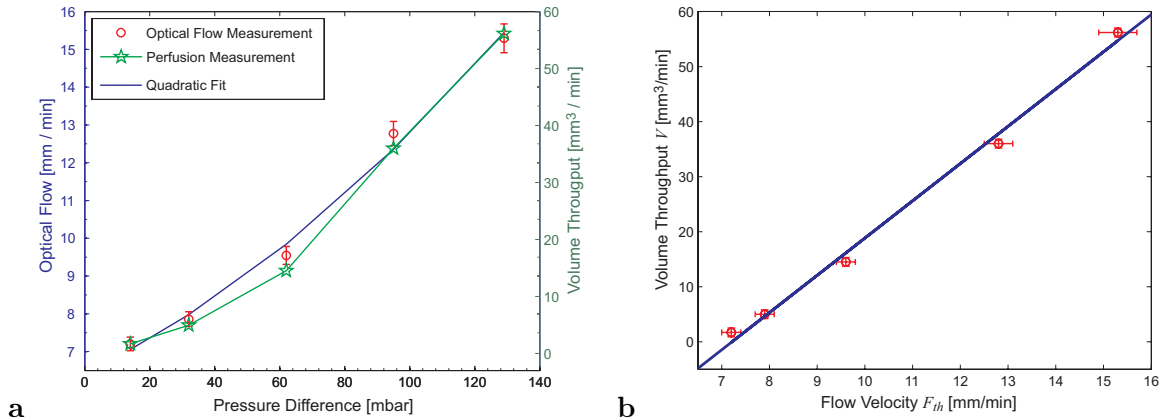 16
15
14
13
12
11
10
9
8
7
Optical Flow [mm / min]
Optical Flow Measurement
Perfusion Measurement
Quadratic Fit
60
50
40
30
20
10
0
Volume Througput [mm³ / min]
0 20 40 60 80 100 120 140
Pressure Difference [mbar]
a
60
50
40
30
20
10
0
Volume Throughput V [mm³/min]
7 8 9 10 11 12 13 14 15 16
Flow Velocity Fth [mm/min]
b